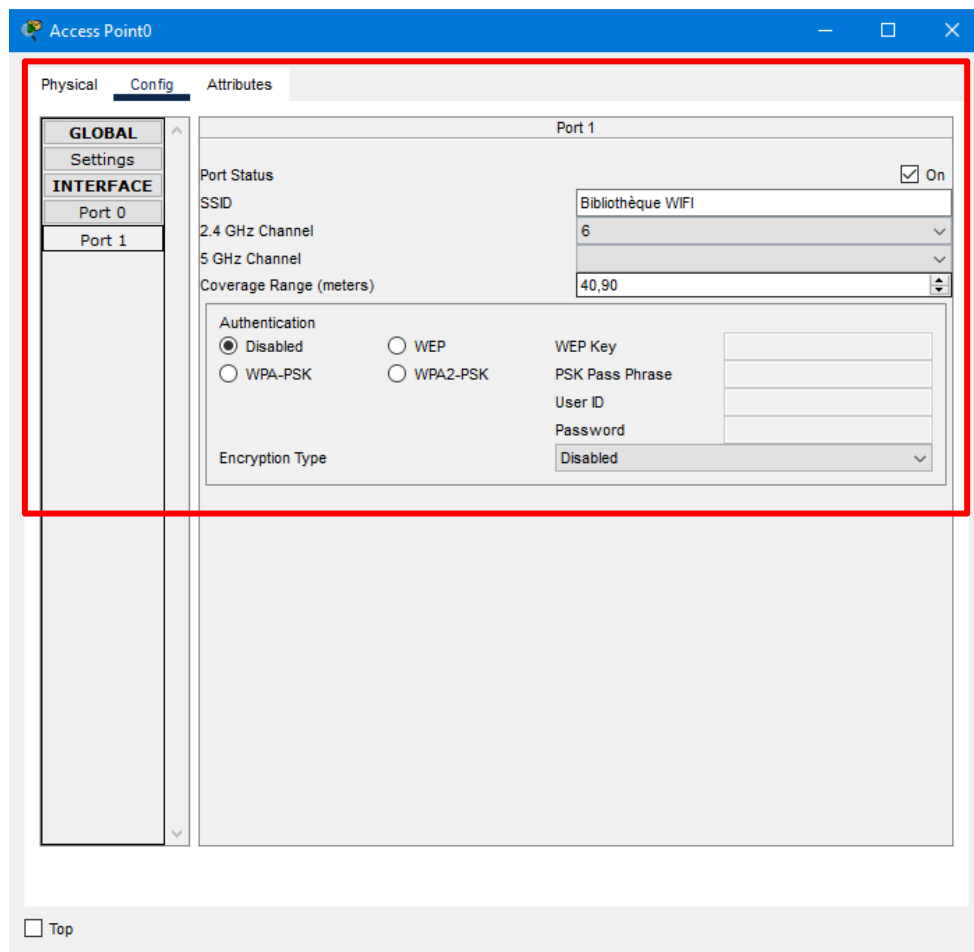 Access Point0
Physical Config Attributes
GLOBAL
Settings
INTERFACE
Port 0
Port 1
Port 1
Port Status On
SSID Bibliothèque WIFI
2.4 GHz Channel 6
5 GHz Channel
Coverage Range (meters) 40,90
Authentication
Disabled WEP WEP Key
WPA-PSK WPA2-PSK PSK Pass Phrase
User ID
Password
Encryption Type Disabled
Top